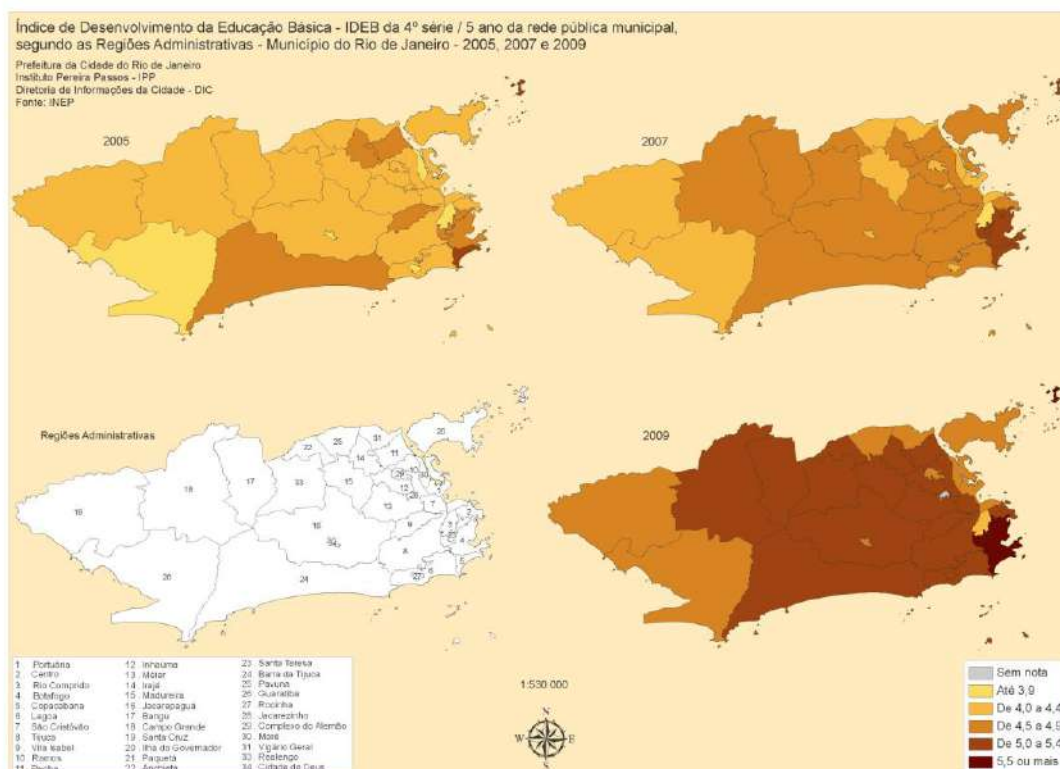 Índice de Desenvolvimento da Educação Básica - IDEB da 4º série / 5 ano da rede pública municipal,
segundo as Regiões Administrativas - Município do Rio de Janeiro - 2005, 2007 e 2009
Prefeitura da Cidade do Rio de Janeiro
Instituto Pereira Passos - IPP
Diretoria de Informações da Cidade - DIC
Fonte: INEP
2005
2007
Regiões Administrativas
2009
1 Portuária
2 Centro
3 Rio Comprido
4 Botafogo
5 Copacabana
6 Lagoa
7 São Cristóvão
8 Tijuca
9 Vila Isabel
10 Ramos
12 Inhaúma
13 Méier
14 Irajá
15 Madureira
16 Jacarepaguá
17 Bangu
18 Campo Grande
19 Santa Cruz
20 Ilha do Governador
21 Paquetá
23 Santa Teresa
24 Barra da Tijuca
25 Pavuna
26 Guaratiba
27 Rocinha
28 Jacarezinho
29 Complexo do Alemão
30 Maré
31 Vigário Geral
33 Realengo
34 Cidade de Deus
1:530 000
N
W E
S
Sem nota
Até 3,9
De 4,0 a 4,4
De 4,5 a 4,9
De 5,0 a 5,4
5,5 ou mais